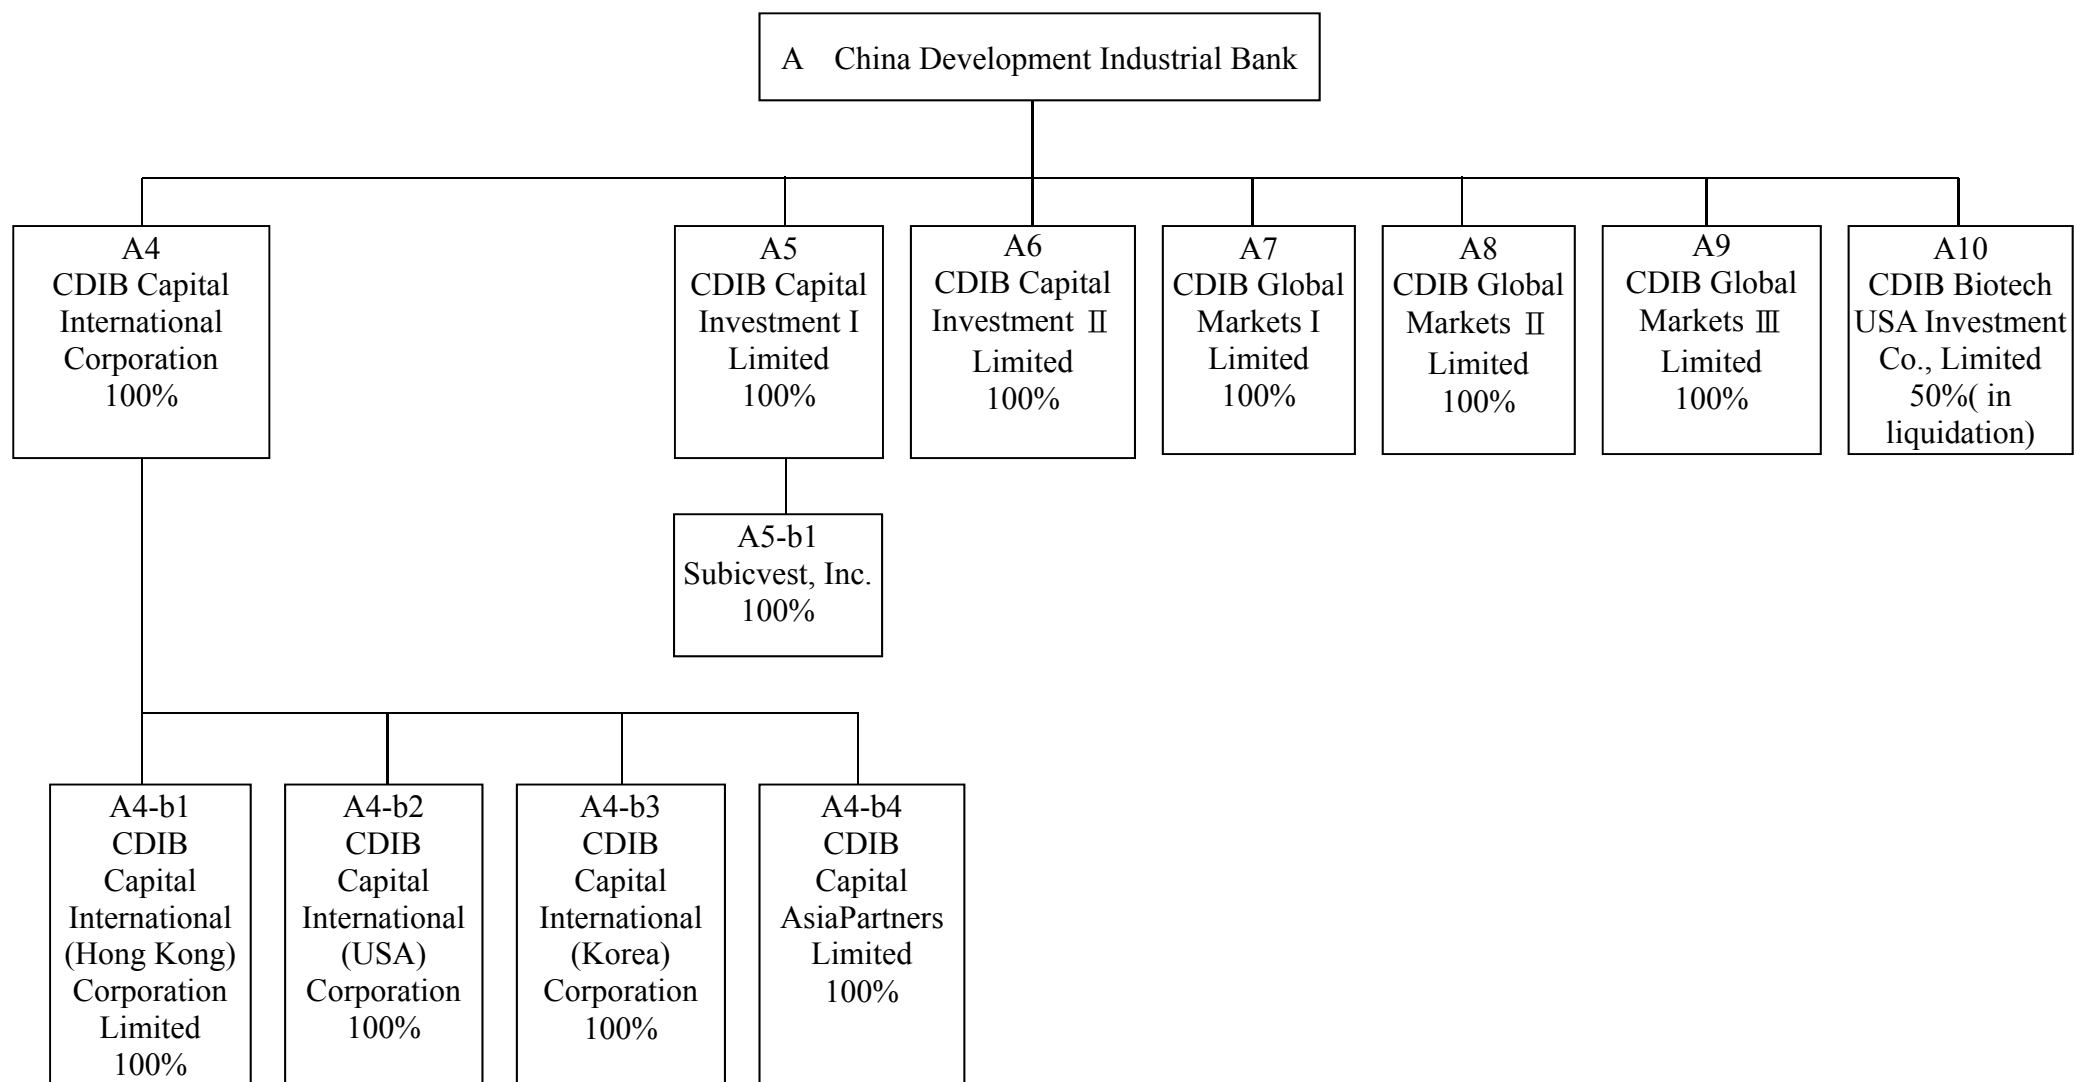 A China Development Industrial Bank
A4
CDIB Capital
International
Corporation
100%
A5
CDIB Capital
Investment I
Limited
100%
A6
CDIB Capital
Investment Ⅱ
Limited
100%
A7
CDIB Global
Markets I
Limited
100%
A8
CDIB Global
Markets Ⅱ
Limited
100%
A9
CDIB Global
Markets Ⅲ
Limited
100%
A10
CDIB Biotech
USA Investment
Co., Limited
50%( in
liquidation)
A5-b1
Subicvest, Inc.
100%
A4-b1
CDIB
Capital
International
(Hong Kong)
Corporation
Limited
100%
A4-b2
CDIB
Capital
International
(USA)
Corporation
100%
A4-b3
CDIB
Capital
International
(Korea)
Corporation
100%
A4-b4
CDIB
Capital
AsiaPartners
Limited
100%